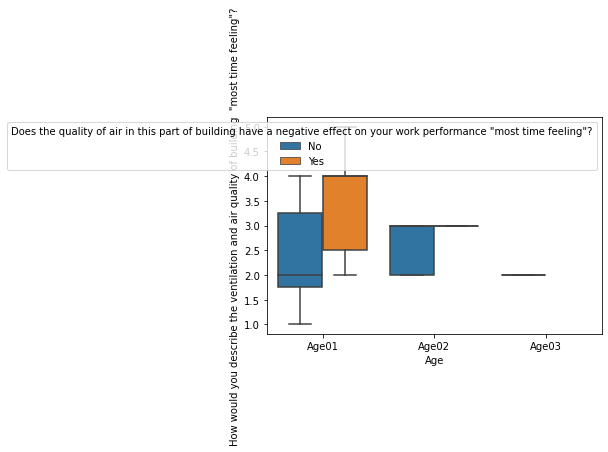 Does the quality of air in this part of building have a negative effect on your work performance "most time feeling"?
No
Yes
How would you describe the ventilation and air quality of building "most time feeling"?
5.0
4.5
4.0
3.5
3.0
2.5
2.0
1.5
1.0
Age01
Age02
Age03
Age